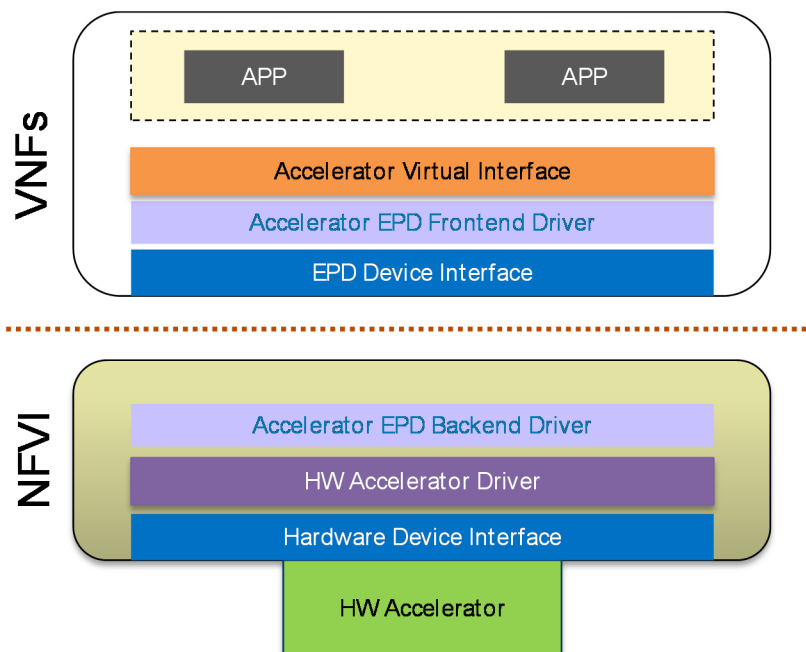 VNFs
APP
APP
Accelerator Virtual Interface
Accelerator EPD Frontend Driver
EPD Device Interface
NFVI
Accelerator EPD Backend Driver
HW Accelerator Driver
Hardware Device Interface
HW Accelerator